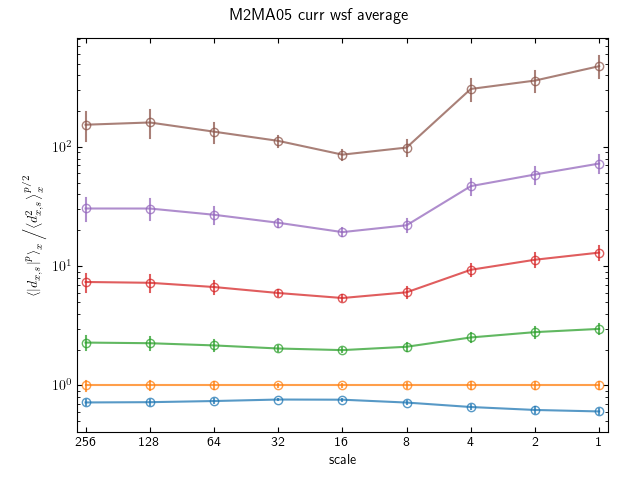 M2MA05 curr wsf average
⟨|d_{x,s}|^p⟩_x / ⟨d^2_{x,s}⟩_x^{p/2}
10^2
10^1
10^0
256 128 64 32 16 8 4 2 1
scale